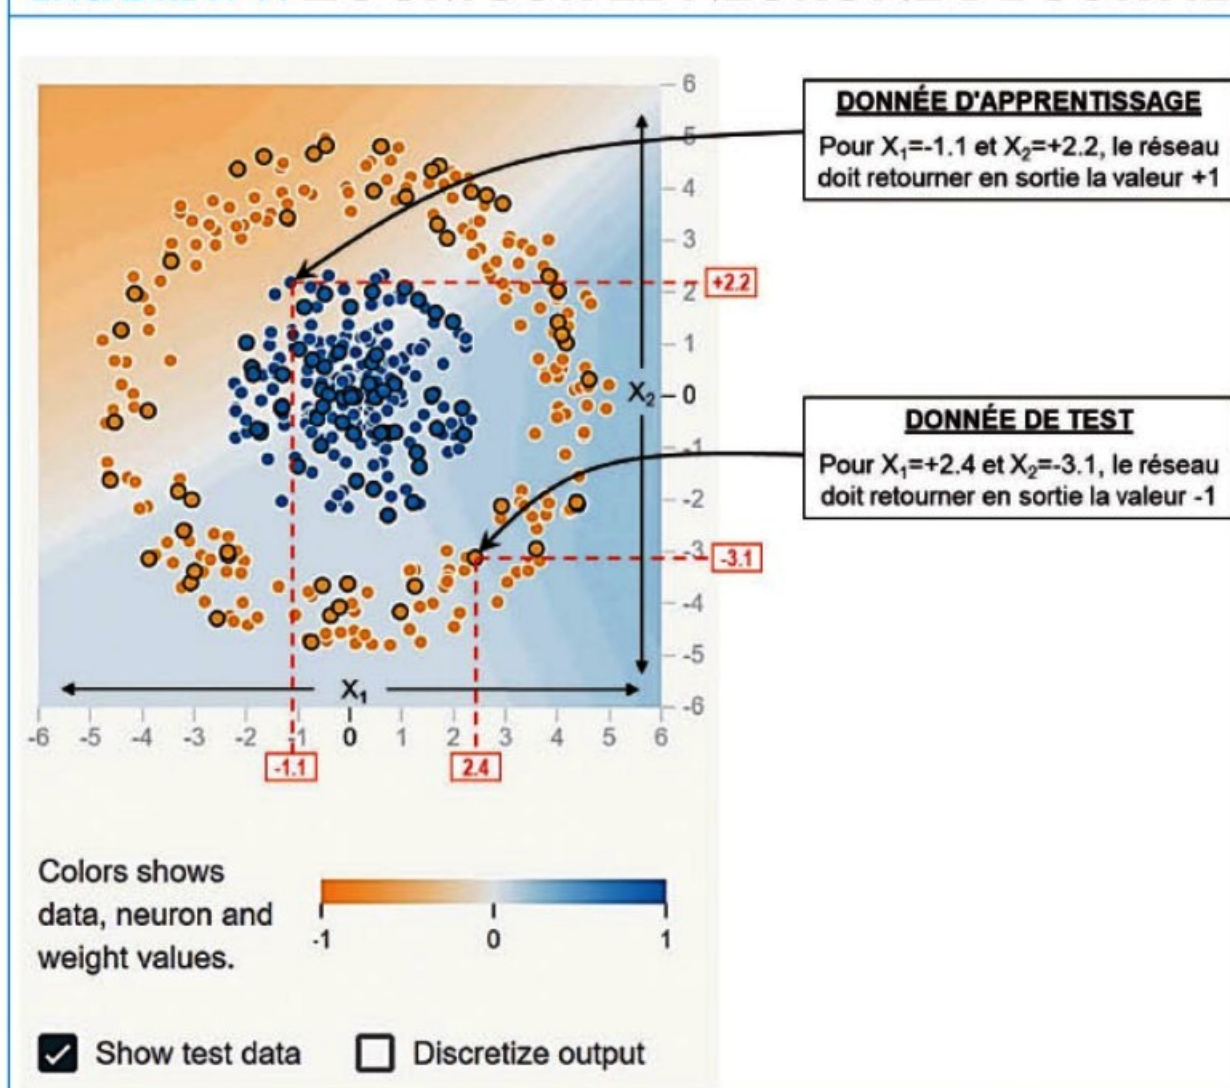 6
DONNÉE D'APPRENTISSAGE
5
Pour X₁=-1.1 et X₂=+2.2, le réseau
doit retourner en sortie la valeur +1
4
3
+2.2
2
1
X₂
0
DONNÉE DE TEST
-1
Pour X₁=+2.4 et X₂=-3.1, le réseau
doit retourner en sortie la valeur -1
-2
-3
-3.1
-4
-5
X₁
-6
-6 -5 -4 -3 -2 -1 0 1 2 3 4 5 6
-1.1 2.4
Colors shows
data, neuron and
weight values.
-1 0 1
Show test data Discretize output